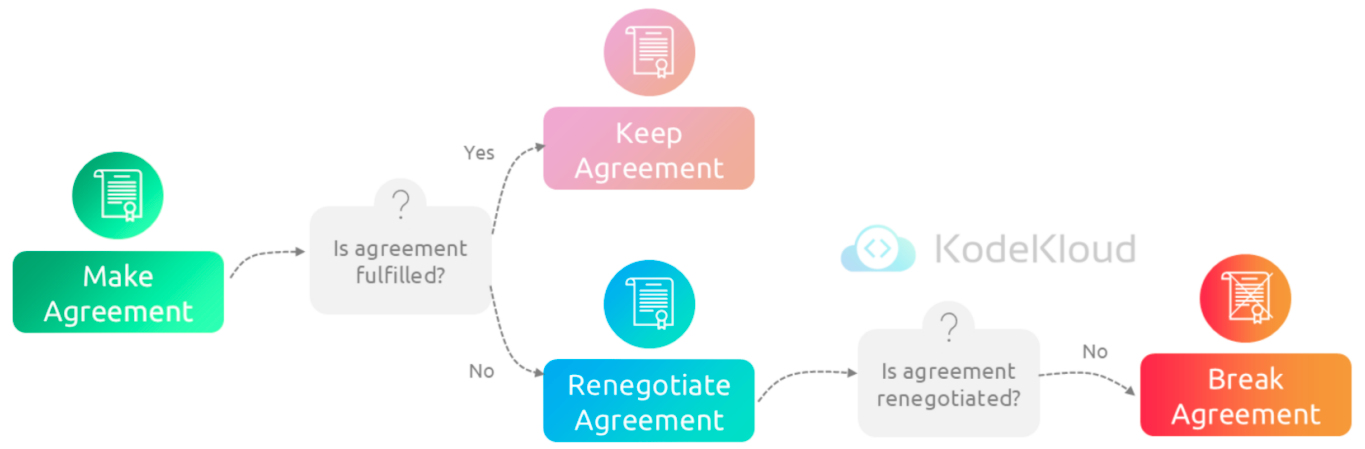 Keep
Agreement
Yes
?
Is agreement
fulfilled?
Make
Agreement
KodeKloud
No
Renegotiate
Agreement
?
Is agreement
renegotiated?
No
Break
Agreement